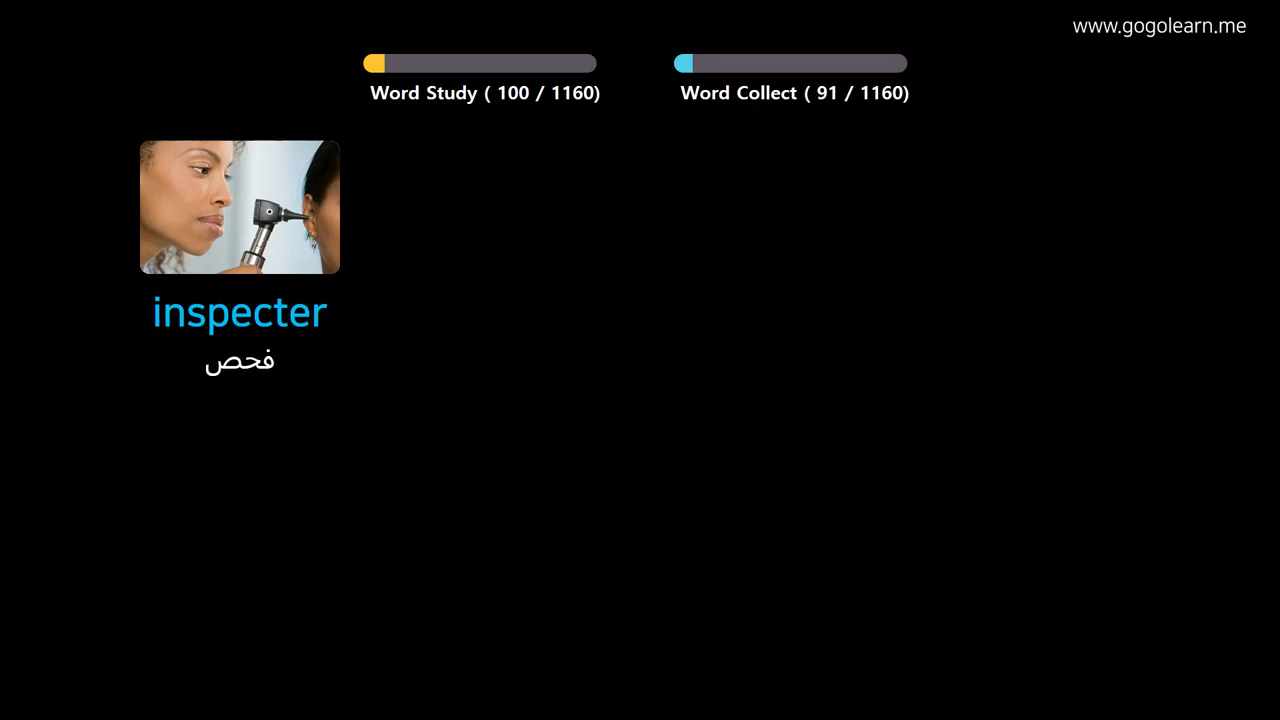 www.gogolearn.me
Word Study ( 100 / 1160)
Word Collect ( 91 / 1160)
inspecter
فحص